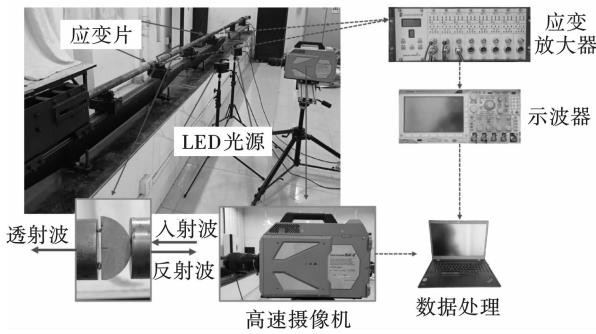 应变片
应变
放大器
LED光源
示波器
透射波
入射波
反射波
高速摄像机
数据处理